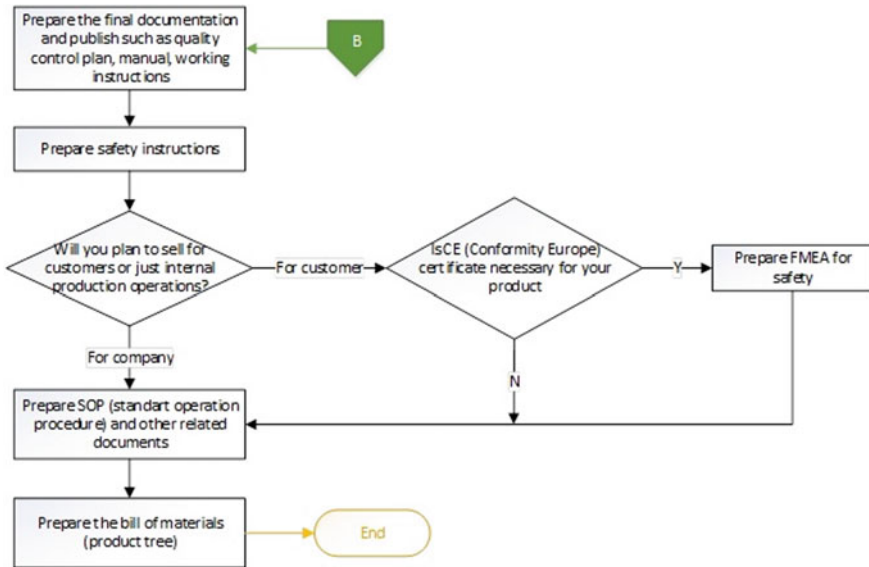 Prepare the final documentation
and publish such as quality
control plan, manual, working
instructions
B
Prepare safety instructions
Will you plan to sell for
customers or just internal
production operations?
For customer
IsCE (Conformity Europe)
certificate necessary for your
product
Y
Prepare FMEA for
safety
For company
N
Prepare SOP (standart operation
procedure) and other related
documents
Prepare the bill of materials
(product tree)
End